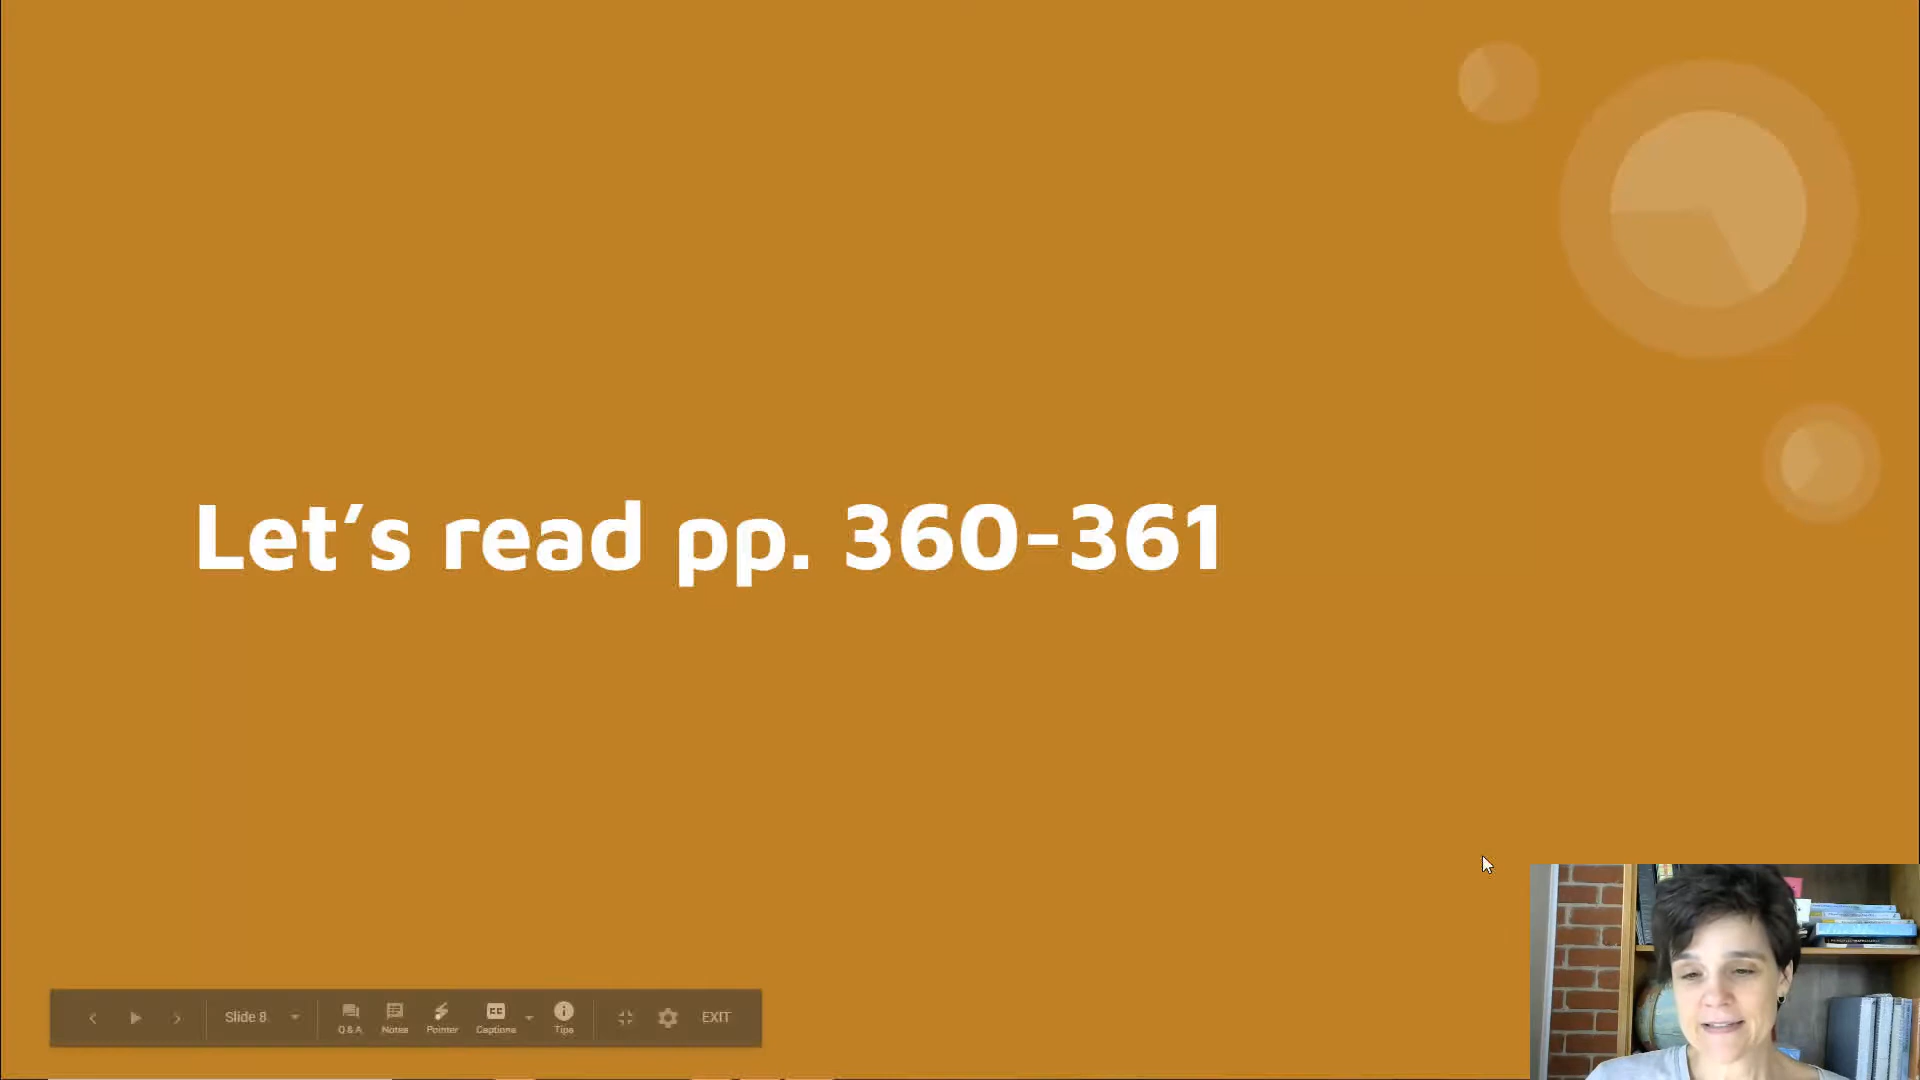 Let's read pp. 360-361
Slide 8
Q & A
Notes
Pointer
Captions
Tips
EXIT